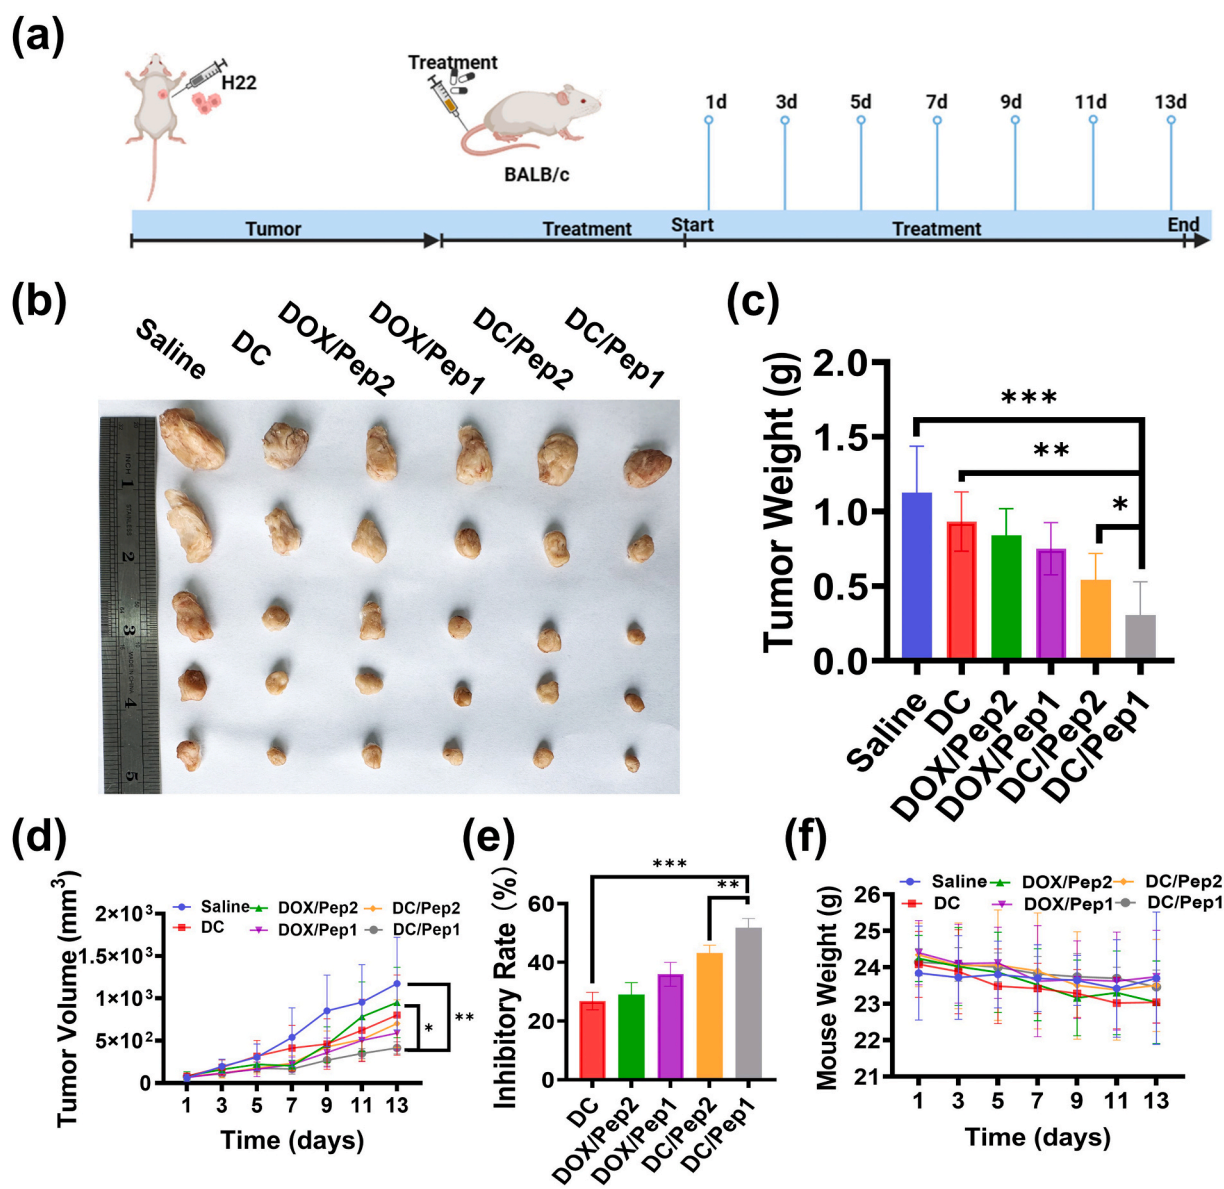 (a)
H22
Treatment
BALB/c
1d 3d 5d 7d 9d 11d 13d
Tumor Treatment Start Treatment End
(b)
Saline DC DOX/Pep2 DOX/Pep1 DC/Pep2 DC/Pep1
INCH
1
2
3
4
5
(c)
Tumor Weight (g)
2.0
1.5
1.0
0.5
0.0
***
**
*
Saline DC DOX/Pep2 DOX/Pep1 DC/Pep2 DC/Pep1
(d)
Tumor Volume (mm³)
Saline DOX/Pep2 DC/Pep2
DC DOX/Pep1 DC/Pep1
2×10³
1.5×10³
1×10³
5×10²
0
* **
1 3 5 7 9 11 13
Time (days)
(e)
Inhibitory Rate (%)
60
40
20
0
***
**
DC DOX/Pep2 DOX/Pep1 DC/Pep2 DC/Pep1
(f)
Mouse Weight (g)
Saline DOX/Pep2 DC/Pep2
DC DOX/Pep1 DC/Pep1
26
25
24
23
22
21
1 3 5 7 9 11 13
Time (days)